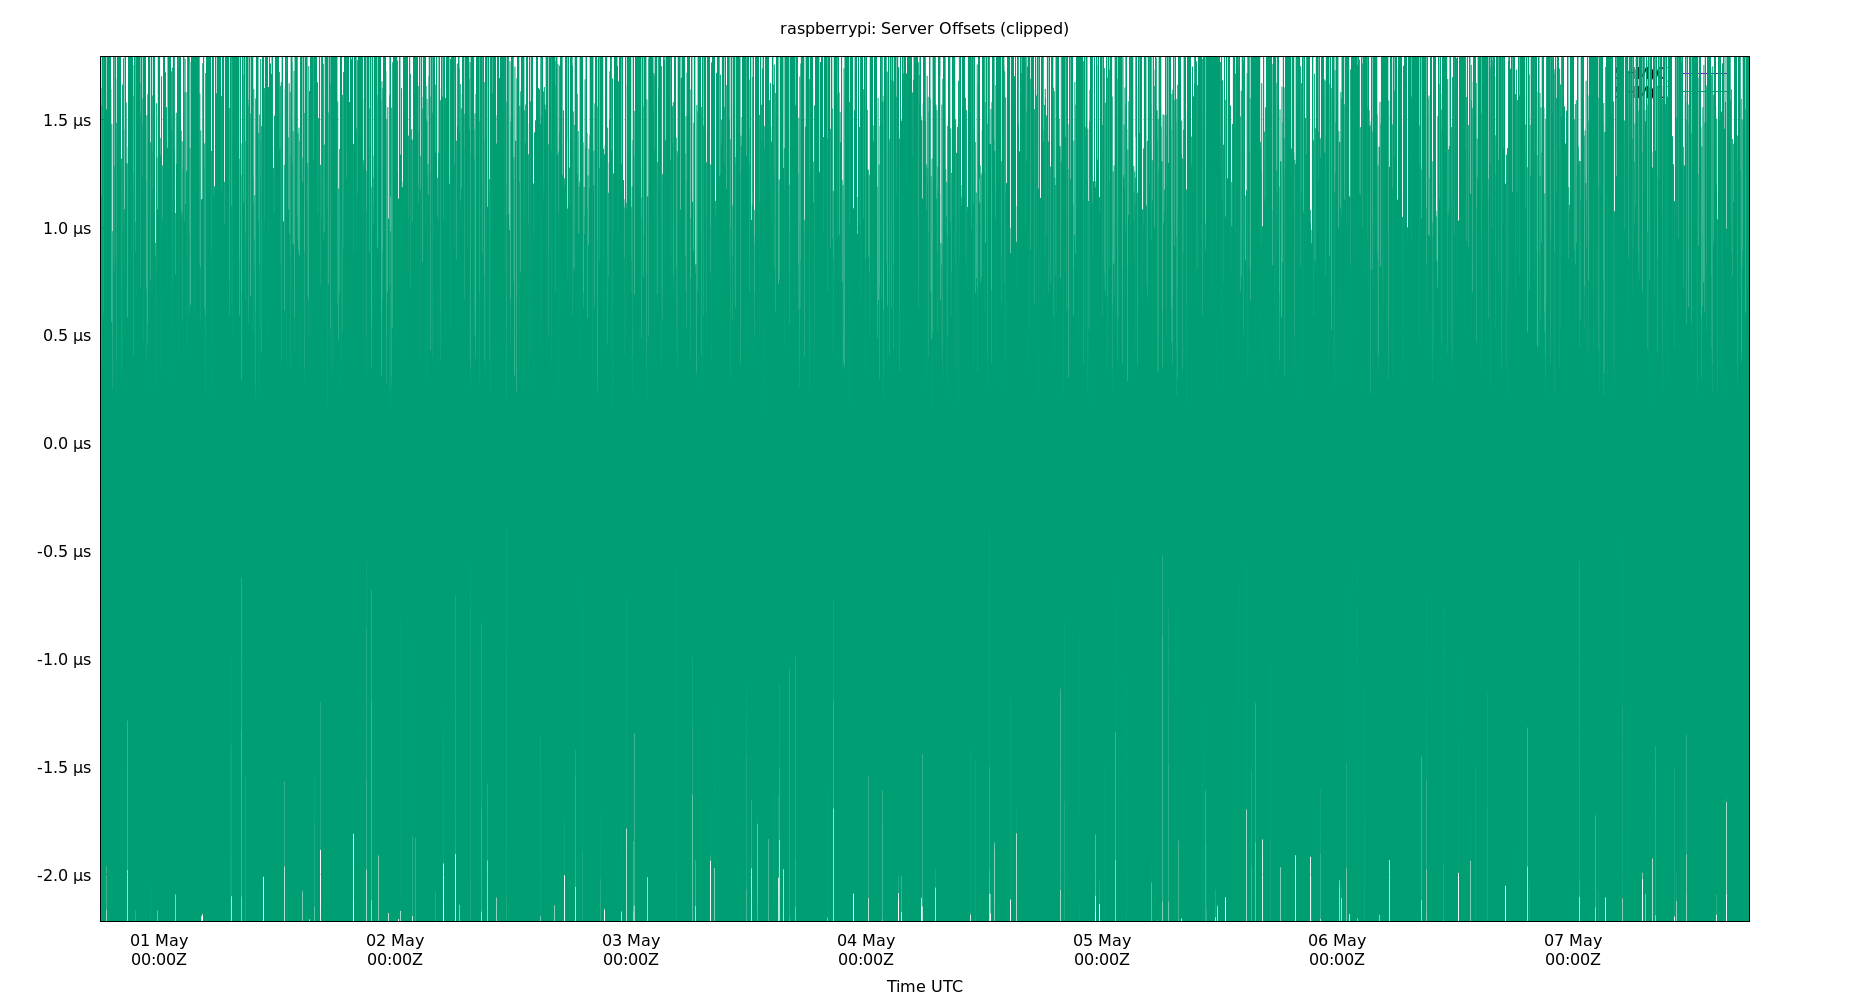 raspberrypi: Server Offsets (clipped)
1.5 µs
1.0 µs
0.5 µs
0.0 µs
-0.5 µs
-1.0 µs
-1.5 µs
-2.0 µs
01 May 02 May 03 May 04 May 05 May 06 May 07 May
00:00Z 00:00Z 00:00Z 00:00Z 00:00Z 00:00Z 00:00Z
Time UTC